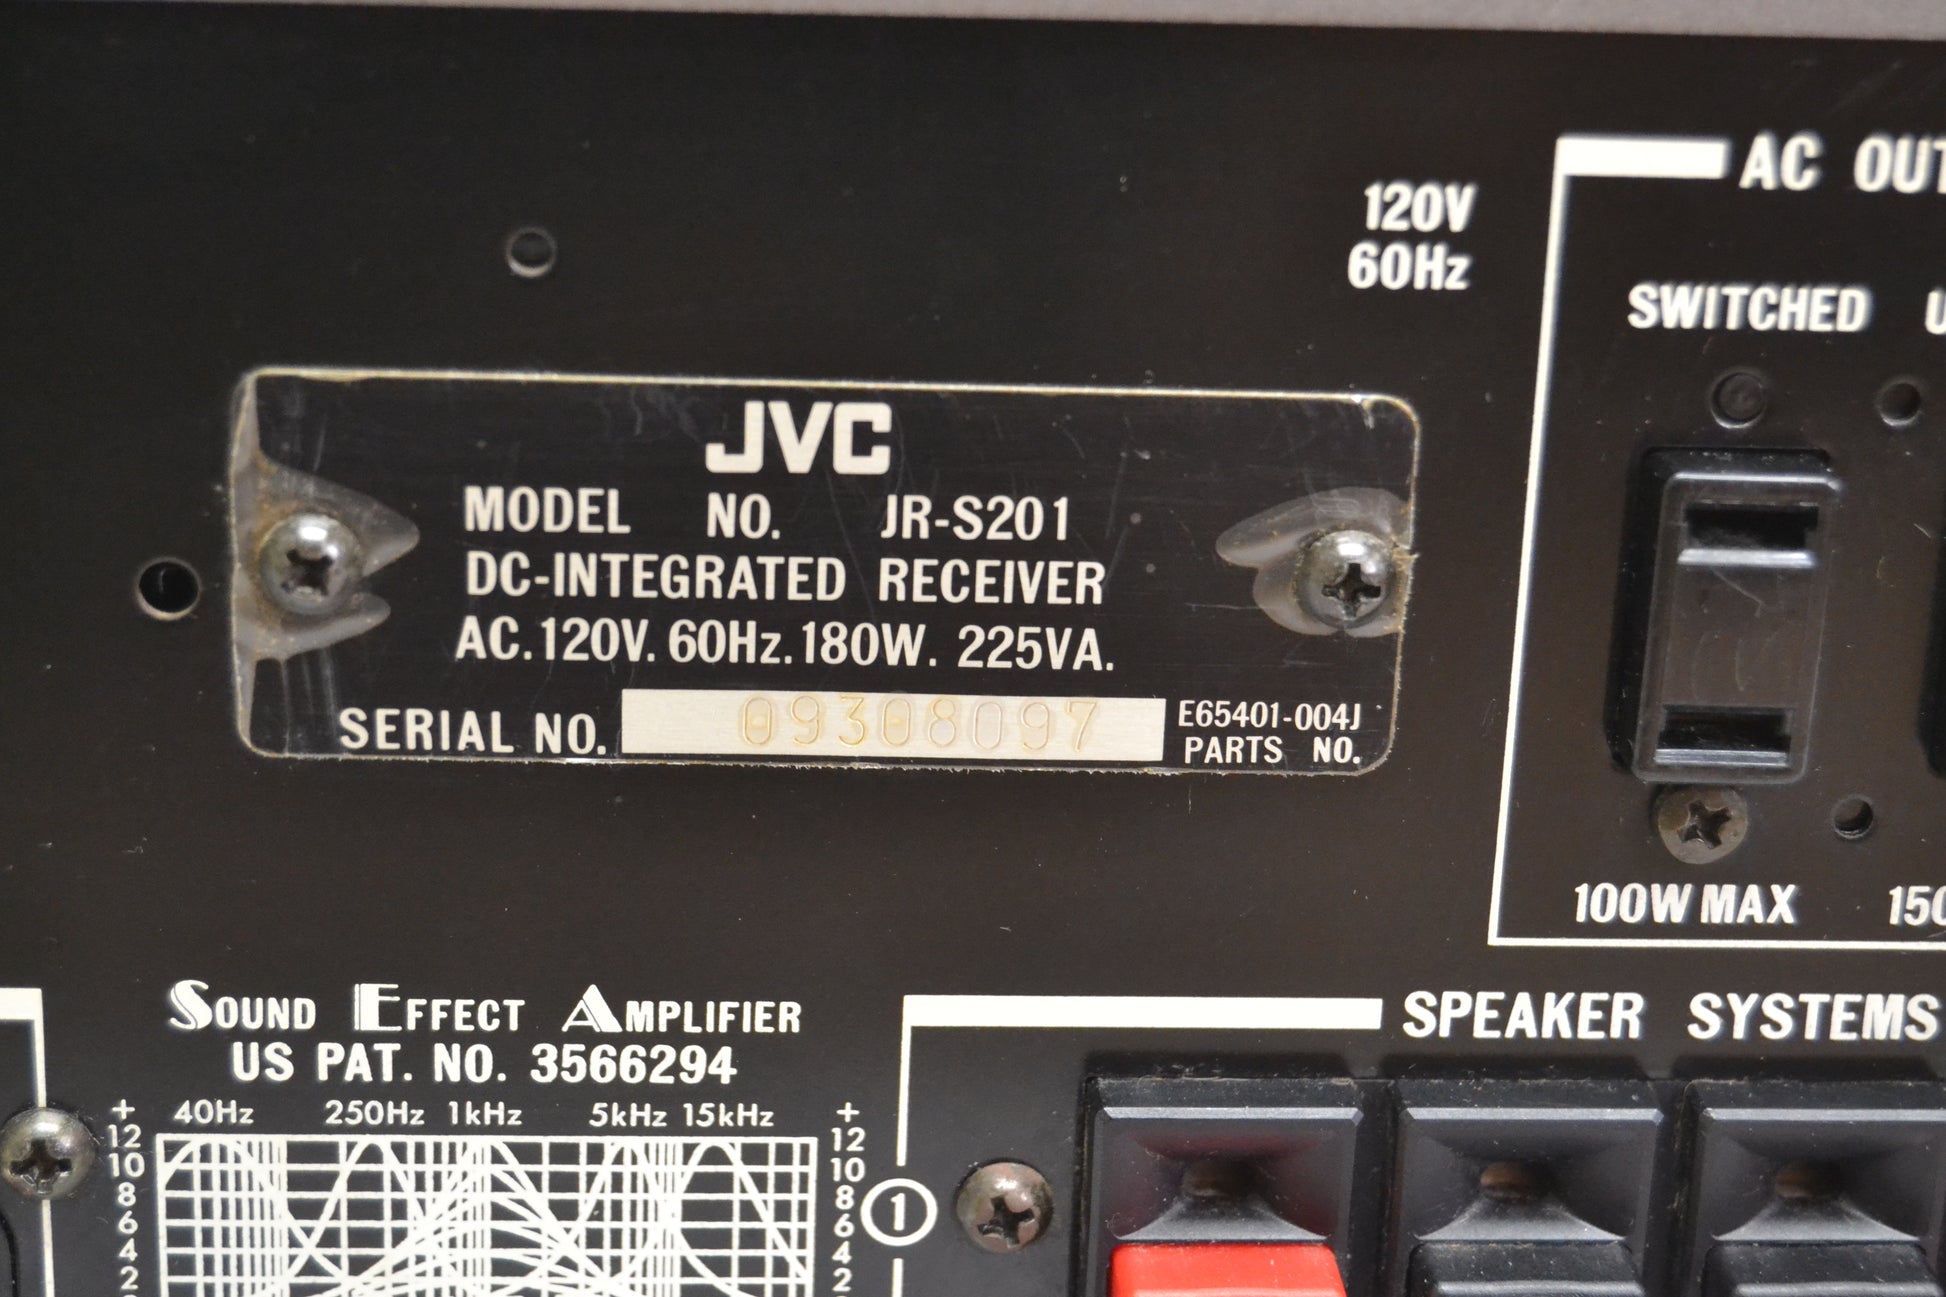 AC
120V
60Hz
SWITCHED
JVC
MODEL NO. JR-S201
DC-INTEGRATED RECEIVER
AC.120V. 60Hz. 180W. 225VA.
SERIAL NO. 09308097
E65401-004J
PARTS NO.
100W MAX
SOUND EFFECT AMPLIFIER
US PAT. NO. 3566294
SPEAKER SYSTEMS
+ 40Hz 250Hz 1kHz 5kHz 15kHz +
12 12
10 10
8 8
6 6
4 4
2 2
1